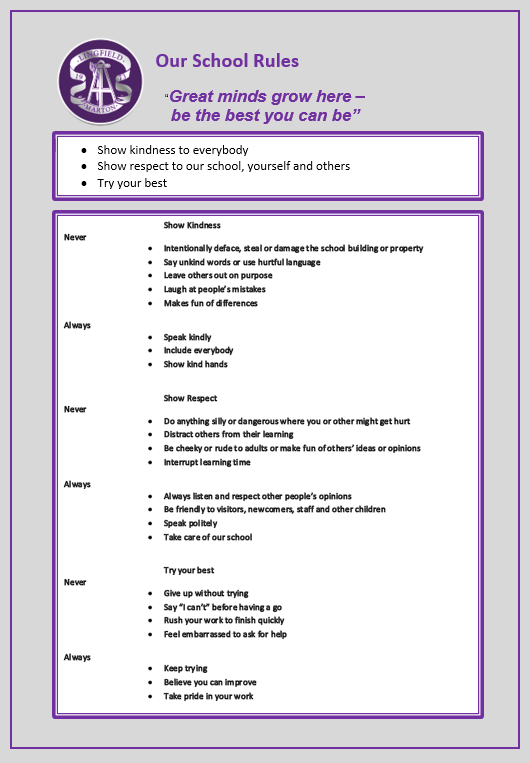 LINGFIELD
19
MARTON
Our School Rules
“Great minds grow here –
be the best you can be”
• Show kindness to everybody
• Show respect to our school, yourself and others
• Try your best
Show Kindness
Never
• Intentionally deface, steal or damage the school building or property
• Say unkind words or use hurtful language
• Leave others out on purpose
• Laugh at people’s mistakes
• Makes fun of differences
Always
• Speak kindly
• Include everybody
• Show kind hands
Show Respect
Never
• Do anything silly or dangerous where you or other might get hurt
• Distract others from their learning
• Be cheeky or rude to adults or make fun of others’ ideas or opinions
• Interrupt learning time
Always
• Always listen and respect other people’s opinions
• Be friendly to visitors, newcomers, staff and other children
• Speak politely
• Take care of our school
Try your best
Never
• Give up without trying
• Say “I can’t” before having a go
• Rush your work to finish quickly
• Feel embarrassed to ask for help
Always
• Keep trying
• Believe you can improve
• Take pride in your work